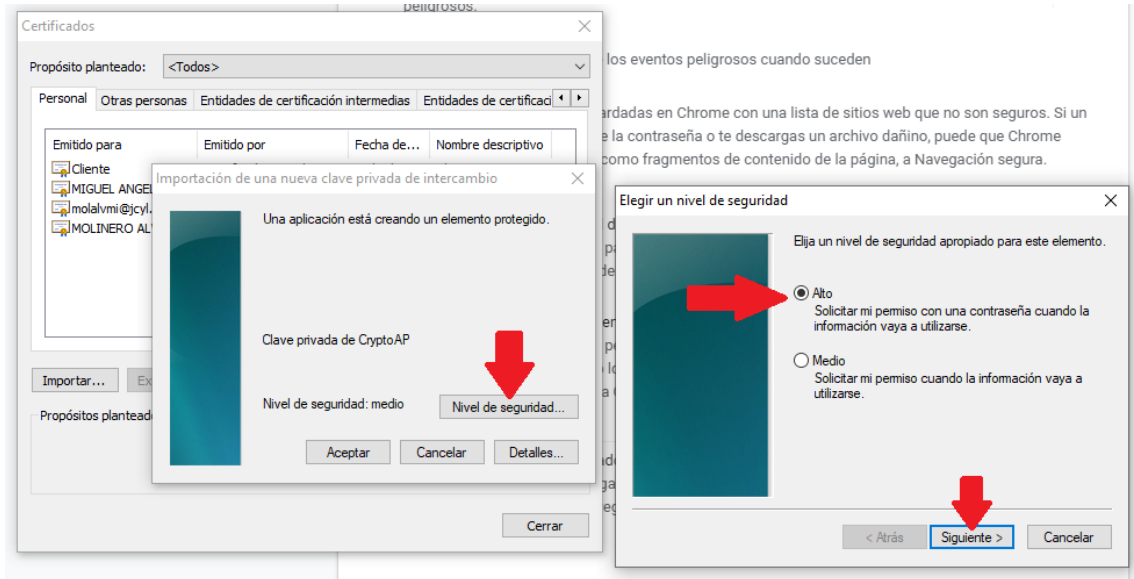 peligrosos.
Certificados
Propósito planteado: <Todos>
Personal Otras personas Entidades de certificación intermedias Entidades de certificaci
Emitido para Emitido por Fecha de... Nombre descriptivo
Cliente
MIGUEL ANGEL
molalvmi@jcyl.
MOLINERO AL
Importar...
Propósitos plantead
Cerrar
Importación de una nueva clave privada de intercambio
Una aplicación está creando un elemento protegido.
Clave privada de CryptoAP
Nivel de seguridad: medio Nivel de seguridad...
Aceptar Cancelar Detalles...
los eventos peligrosos cuando suceden
ardadas en Chrome con una lista de sitios web que no son seguros. Si un
e la contraseña o te descargas un archivo dañino, puede que Chrome
como fragmentos de contenido de la página, a Navegación segura.
Elegir un nivel de seguridad
Elija un nivel de seguridad apropiado para este elemento.
Alto
Solicitar mi permiso con una contraseña cuando la
información vaya a utilizarse.
Medio
Solicitar mi permiso cuando la información vaya a
utilizarse.
< Atrás Siguiente > Cancelar